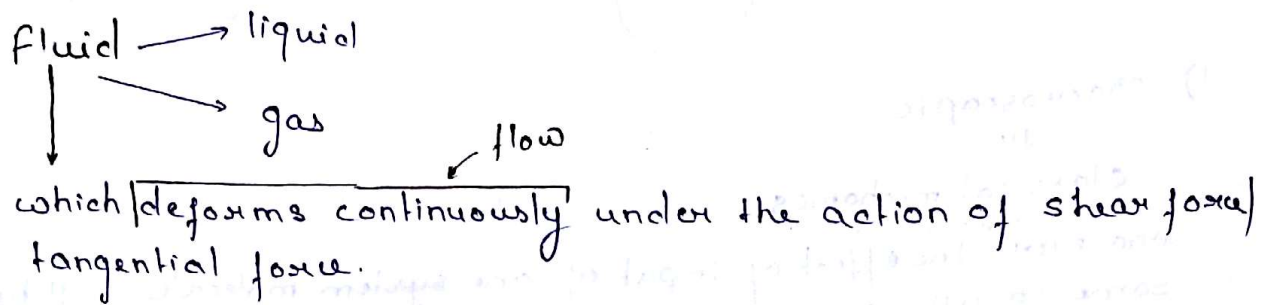 fluid → liquid
gas
flow
which deforms continuously under the action of shear force/
tangential force.